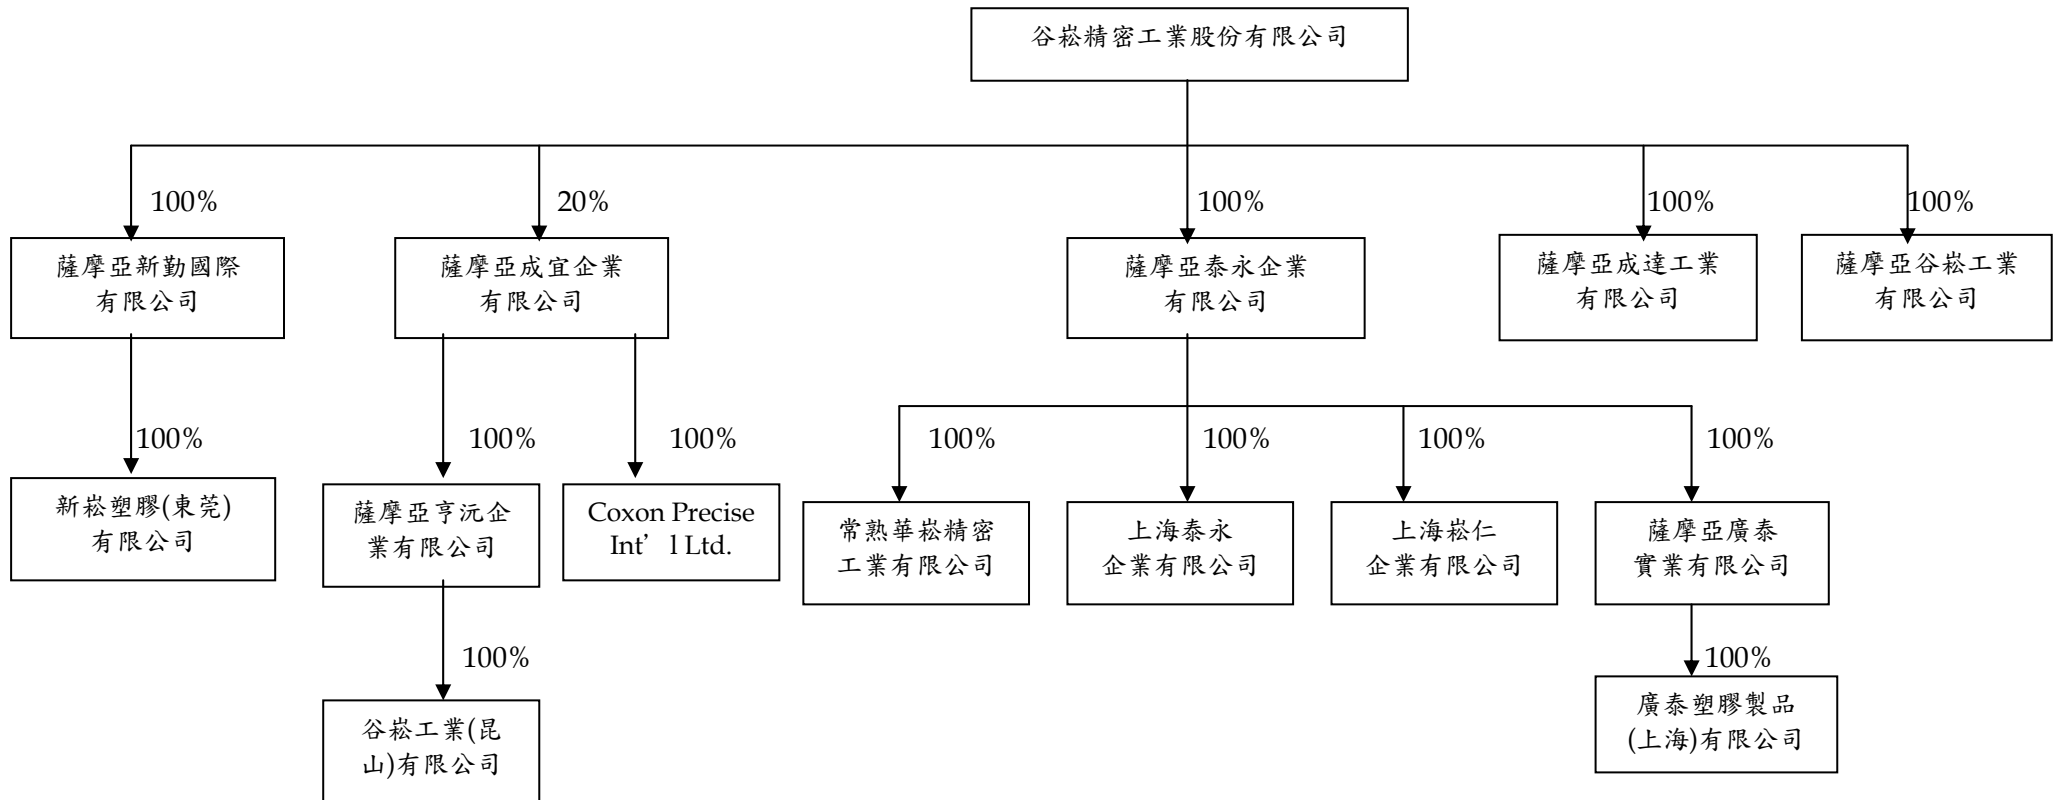 谷崧精密工業股份有限公司
100%
20%
100%
100%
100%
薩摩亞新勤國際
有限公司
薩摩亞成宜企業
有限公司
薩摩亞泰永企業
有限公司
薩摩亞成達工業
有限公司
薩摩亞谷崧工業
有限公司
100%
100%
100%
100%
100%
100%
100%
新崧塑膠(東莞)
有限公司
薩摩亞亨沅企
業有限公司
Coxon Precise
Int’l Ltd.
常熟華崧精密
工業有限公司
上海泰永
企業有限公司
上海崧仁
企業有限公司
薩摩亞廣泰
實業有限公司
100%
100%
谷崧工業(昆
山)有限公司
廣泰塑膠製品
(上海)有限公司